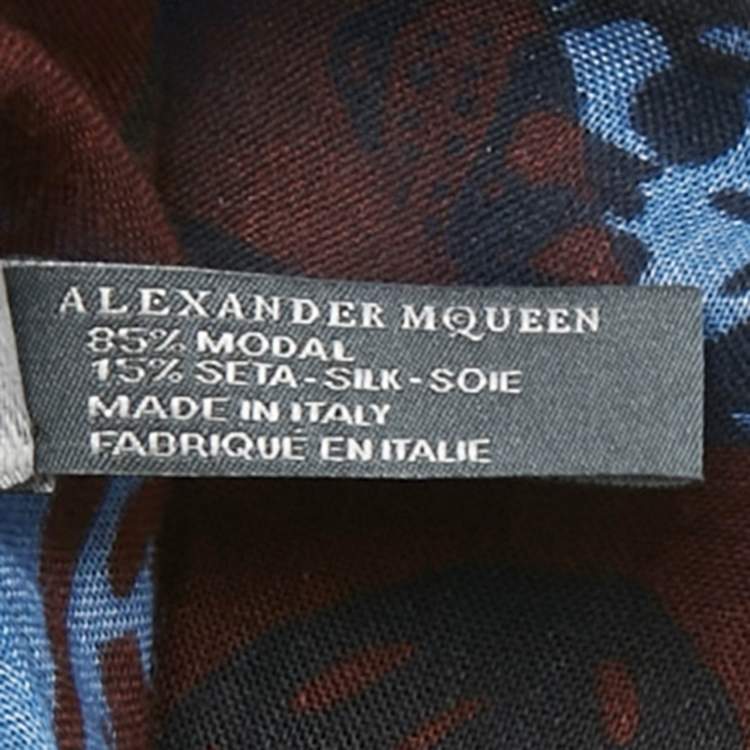 ALEXANDER MCQUEEN
85% MODAL
15% SETA-SILK-SOIE
MADE IN ITALY
FABRIQUÉ EN ITALIE